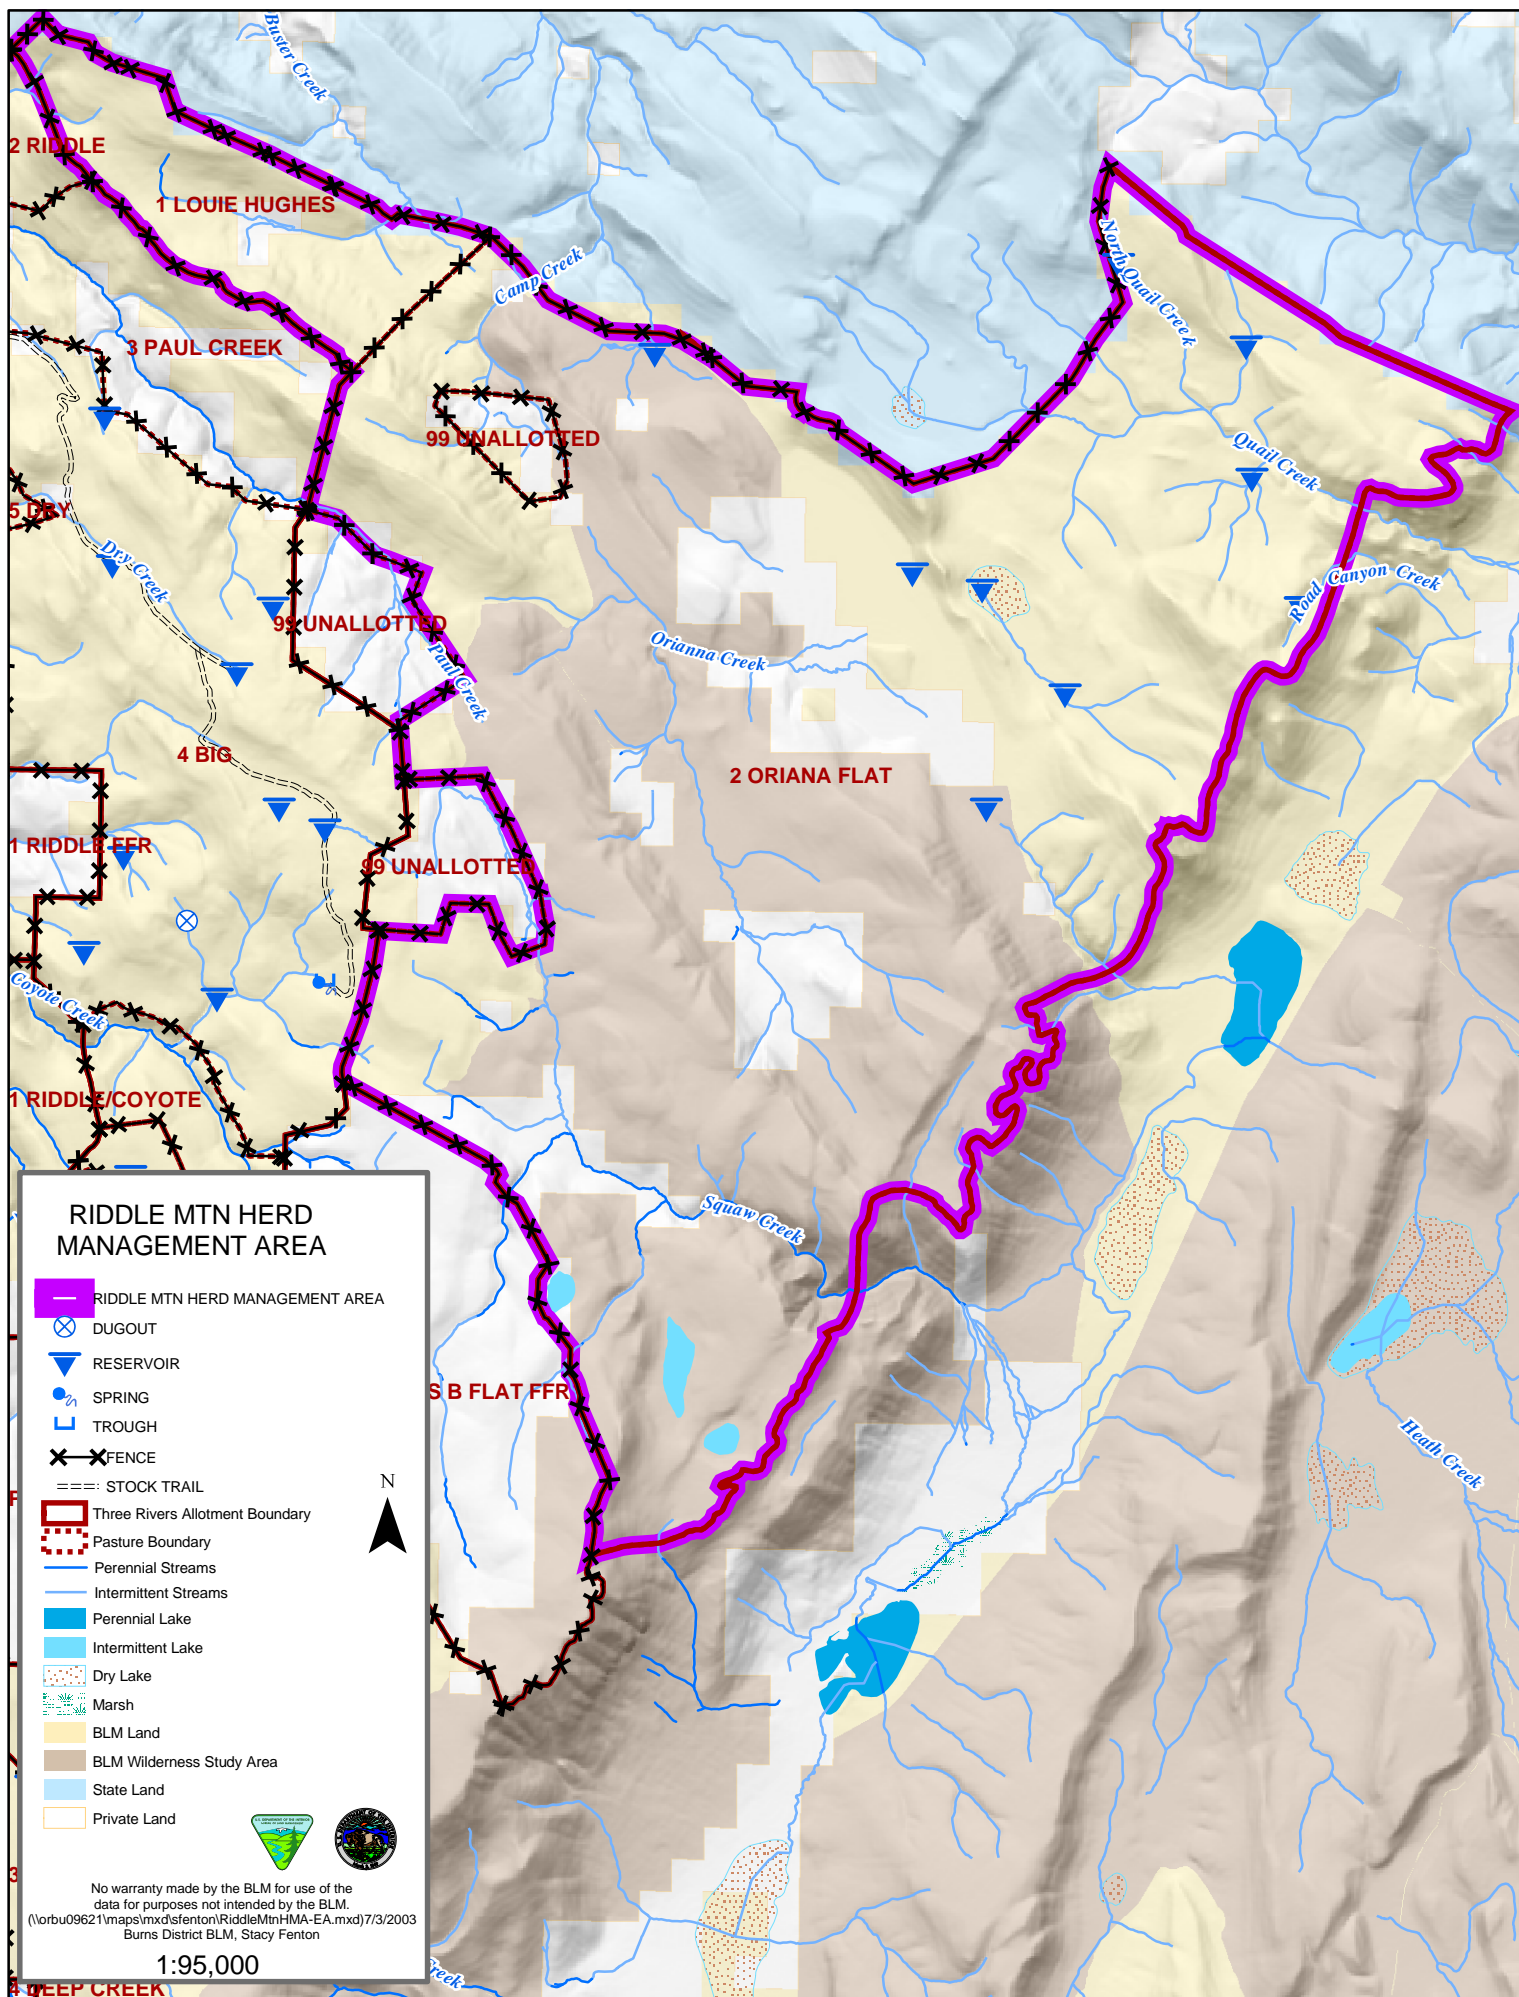 Buster Creek
2 RIDDLE
1 LOUIE HUGHES
North Quail Creek
Camp Creek
3 PAUL CREEK
99 UNALLOTTED
Quail Creek
5 DRY
Dry Creek
Road Canyon Creek
99 UNALLOTTED
Orianna Creek
Paul Creek
4 BIG
2 ORIANA FLAT
1 RIDDLE FFR
99 UNALLOTTED
Coyote Creek
1 RIDDLE/COYOTE
Squaw Creek
S B FLAT FFR
Heath Creek
RIDDLE MTN HERD
MANAGEMENT AREA
RIDDLE MTN HERD MANAGEMENT AREA
DUGOUT
RESERVOIR
SPRING
TROUGH
FENCE
STOCK TRAIL
N
Three Rivers Allotment Boundary
Pasture Boundary
Perennial Streams
Intermittent Streams
Perennial Lake
Intermittent Lake
Dry Lake
Marsh
BLM Land
BLM Wilderness Study Area
State Land
Private Land
No warranty made by the BLM for use of the
data for purposes not intended by the BLM.
(\\orbu09621\maps\mxd\sfenton\RiddleMtnHMA-EA.mxd)7/3/2003
Burns District BLM, Stacy Fenton
1:95,000
3
4 DEEP CREEK
Creek